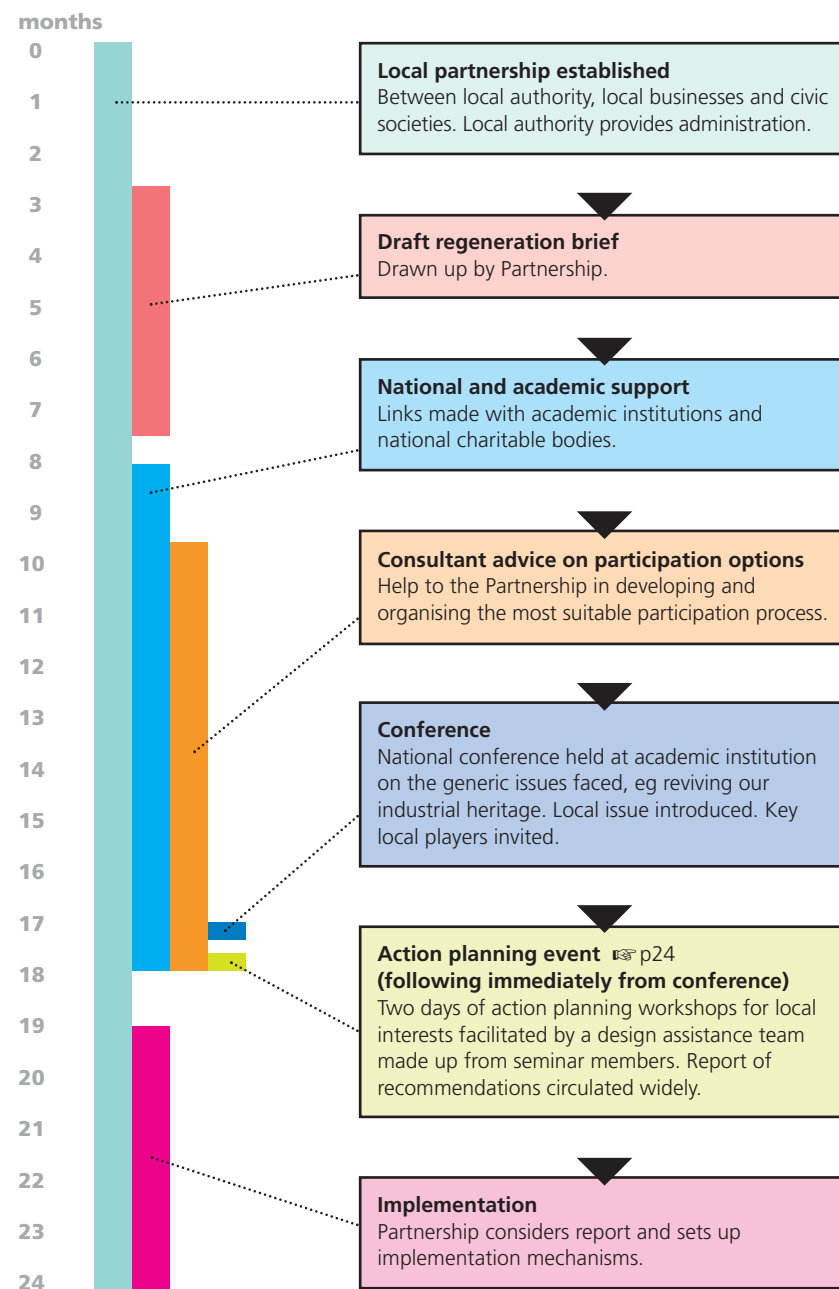 months
0
1
2
3
4
5
6
7
8
9
10
11
12
13
14
15
16
17
18
19
20
21
22
23
24
Local partnership established
Between local authority, local businesses and civic
societies. Local authority provides administration.
Draft regeneration brief
Drawn up by Partnership.
National and academic support
Links made with academic institutions and
national charitable bodies.
Consultant advice on participation options
Help to the Partnership in developing and
organising the most suitable participation process.
Conference
National conference held at academic institution
on the generic issues faced, eg reviving our
industrial heritage. Local issue introduced. Key
local players invited.
Action planning event ☞ p24
(following immediately from conference)
Two days of action planning workshops for local
interests facilitated by a design assistance team
made up from seminar members. Report of
recommendations circulated widely.
Implementation
Partnership considers report and sets up
implementation mechanisms.